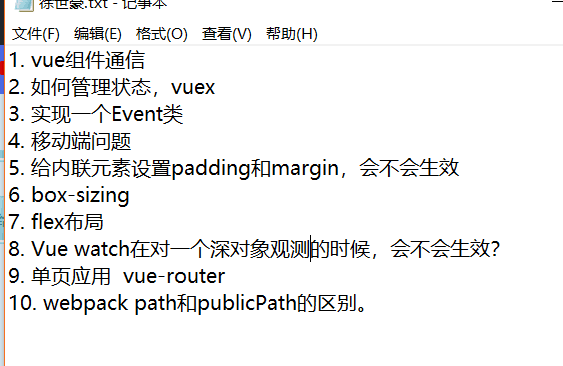 徐世豪.txt - 记事本
文件(F) 编辑(E) 格式(O) 查看(V) 帮助(H)
1. vue组件通信
2. 如何管理状态，vuex
3. 实现一个Event类
4. 移动端问题
5. 给内联元素设置padding和margin，会不会生效
6. box-sizing
7. flex布局
8. Vue watch在对一个深对象观测的时候，会不会生效?
9. 单页应用  vue-router
10. webpack path和publicPath的区别。